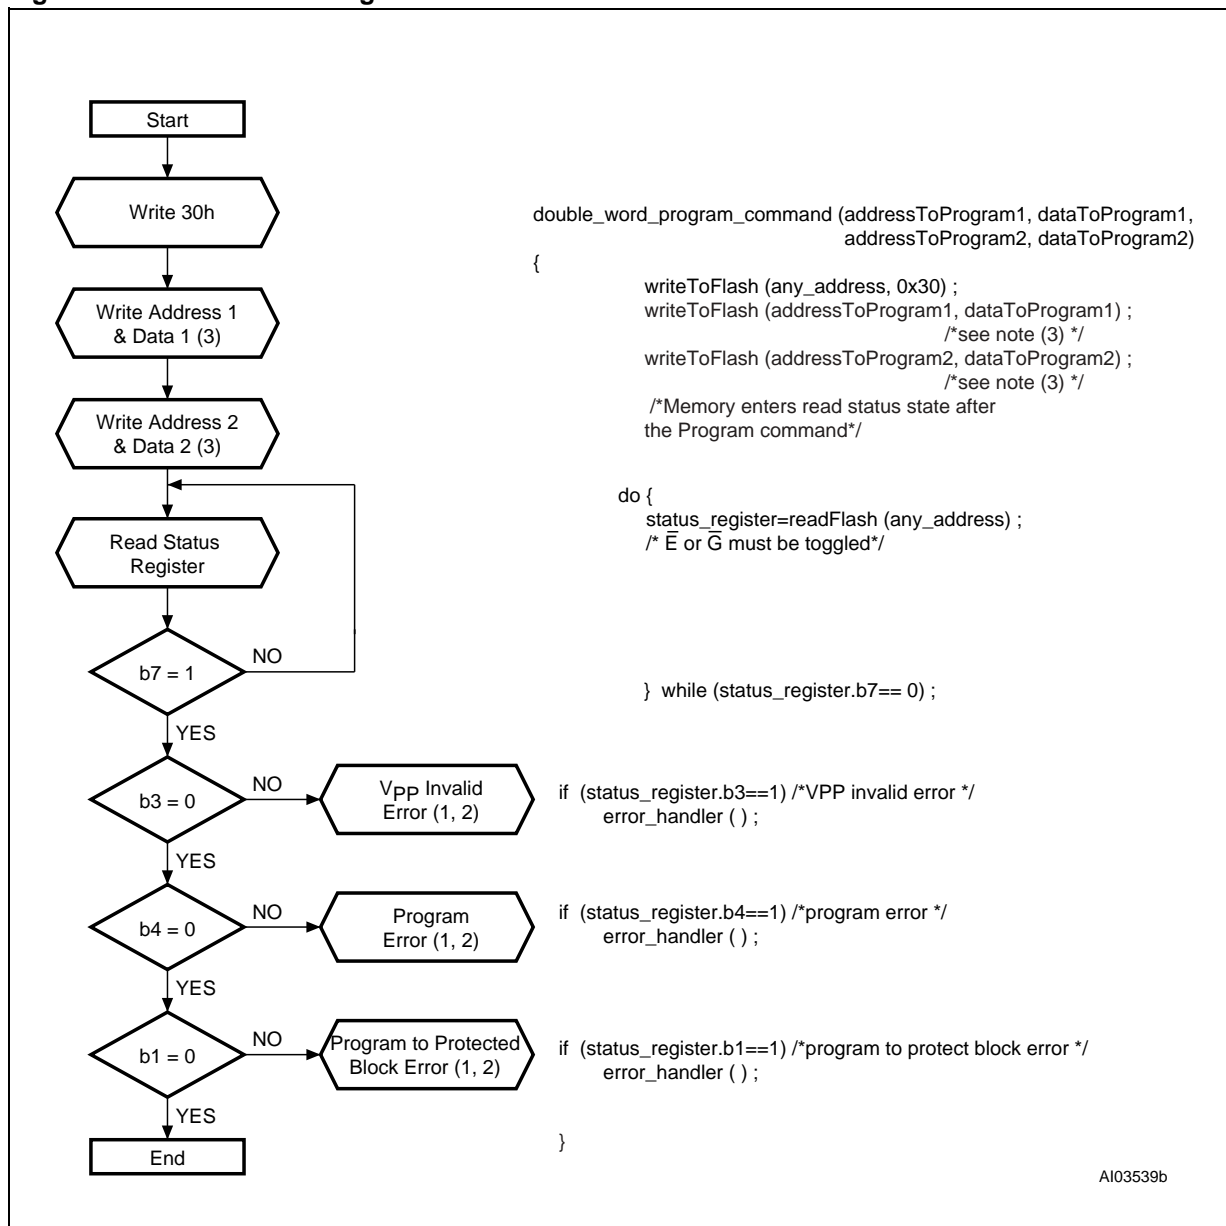 Start
Write 30h
Write Address 1
& Data 1 (3)
Write Address 2
& Data 2 (3)
Read Status
Register
b7 = 1
NO
YES
b3 = 0
NO
VPP Invalid
Error (1, 2)
YES
b4 = 0
NO
Program
Error (1, 2)
YES
b1 = 0
NO
Program to Protected
Block Error (1, 2)
YES
End
double_word_program_command (addressToProgram1, dataToProgram1,
addressToProgram2, dataToProgram2)
{
writeToFlash (any_address, 0x30) ;
writeToFlash (addressToProgram1, dataToProgram1) ;
/*see note (3) */
writeToFlash (addressToProgram2, dataToProgram2) ;
/*see note (3) */
/*Memory enters read status state after
the Program command*/
do {
status_register=readFlash (any_address) ;
/* E̅ or G̅ must be toggled*/
} while (status_register.b7== 0) ;
if (status_register.b3==1) /*VPP invalid error */
error_handler ( ) ;
if (status_register.b4==1) /*program error */
error_handler ( ) ;
if (status_register.b1==1) /*program to protect block error */
error_handler ( ) ;
}
AI03539b